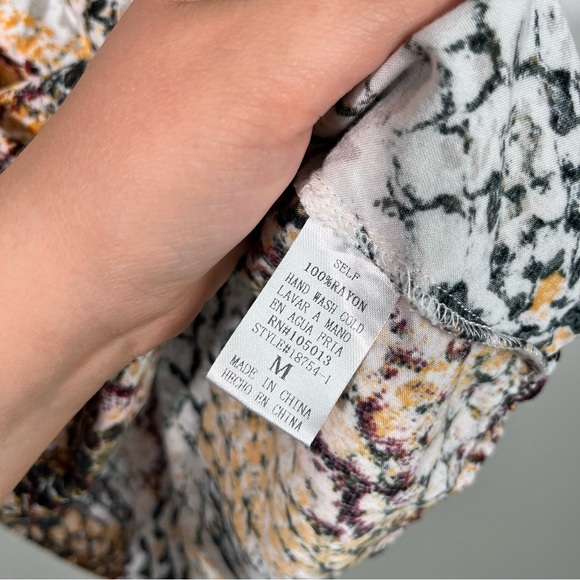 SELF
100%RAYON
HAND WASH COLD
LAVAR A MANO
EN AGUA FRIA
RN#105013
STYLE#18754-1
M
MADE IN CHINA
HECHO EN CHINA